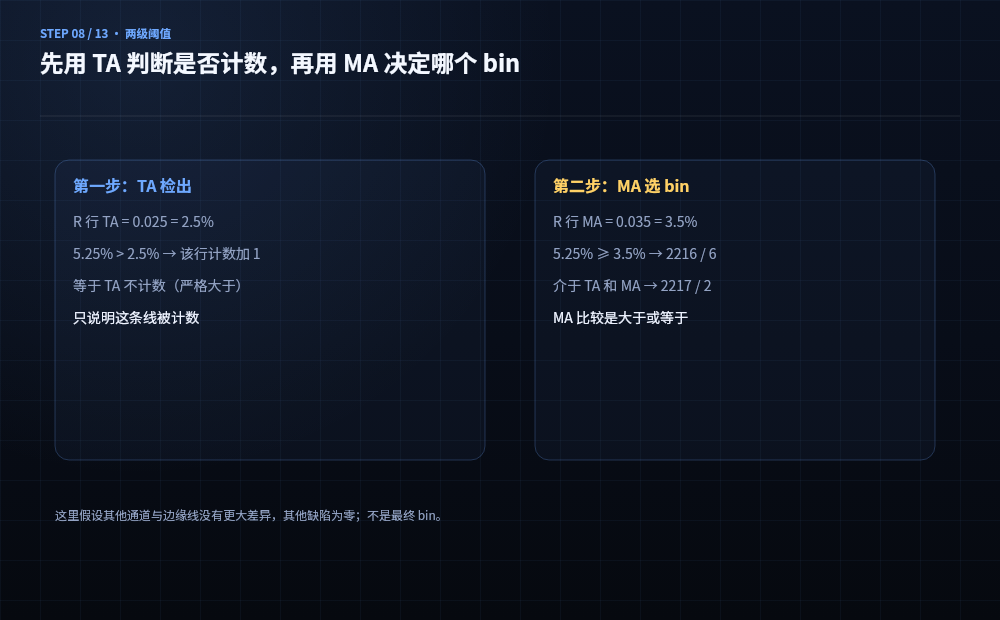 STEP 08 / 13 · 两级阈值
先用 TA 判断是否计数，再用 MA 决定哪个 bin
第一步：TA 检出
R 行 TA = 0.025 = 2.5%
5.25% > 2.5% → 该行计数加 1
等于 TA 不计数（严格大于）
只说明这条线被计数
第二步：MA 选 bin
R 行 MA = 0.035 = 3.5%
5.25% ≥ 3.5% → 2216 / 6
介于 TA 和 MA → 2217 / 2
MA 比较是大于或等于
这里假设其他通道与边缘线没有更大差异，其他缺陷为零；不是最终 bin。